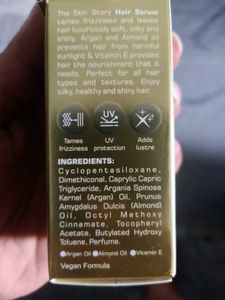 The Skin Story Hair Serum
tames frizziness and leaves
hair luxuriously soft, silky and
shiny. Argan and Almond oil
prevents hair from harmful
sunlight & Vitamin E provides
hair the nourishment that it
needs. Perfect for all hair
types and textures. Enjoy
silky, healthy and shiny hair.
UV
Tames frizziness
UV protection
Adds lustre
INGREDIENTS:
Cyclopentasiloxane,
Dimethiconal, Caprylic Capric
Triglyceride, Argania Spinose
Kernel (Argan) Oil, Prunus
Amygdalus Dulcis (Almond)
Oil, Octyl Methoxy
Cinnamate, Tocopheryl
Acetate, Butylated Hydroxy
Toluene, Perfume.
Argan Oil Almond Oil Vitamin E
Vegan Formula